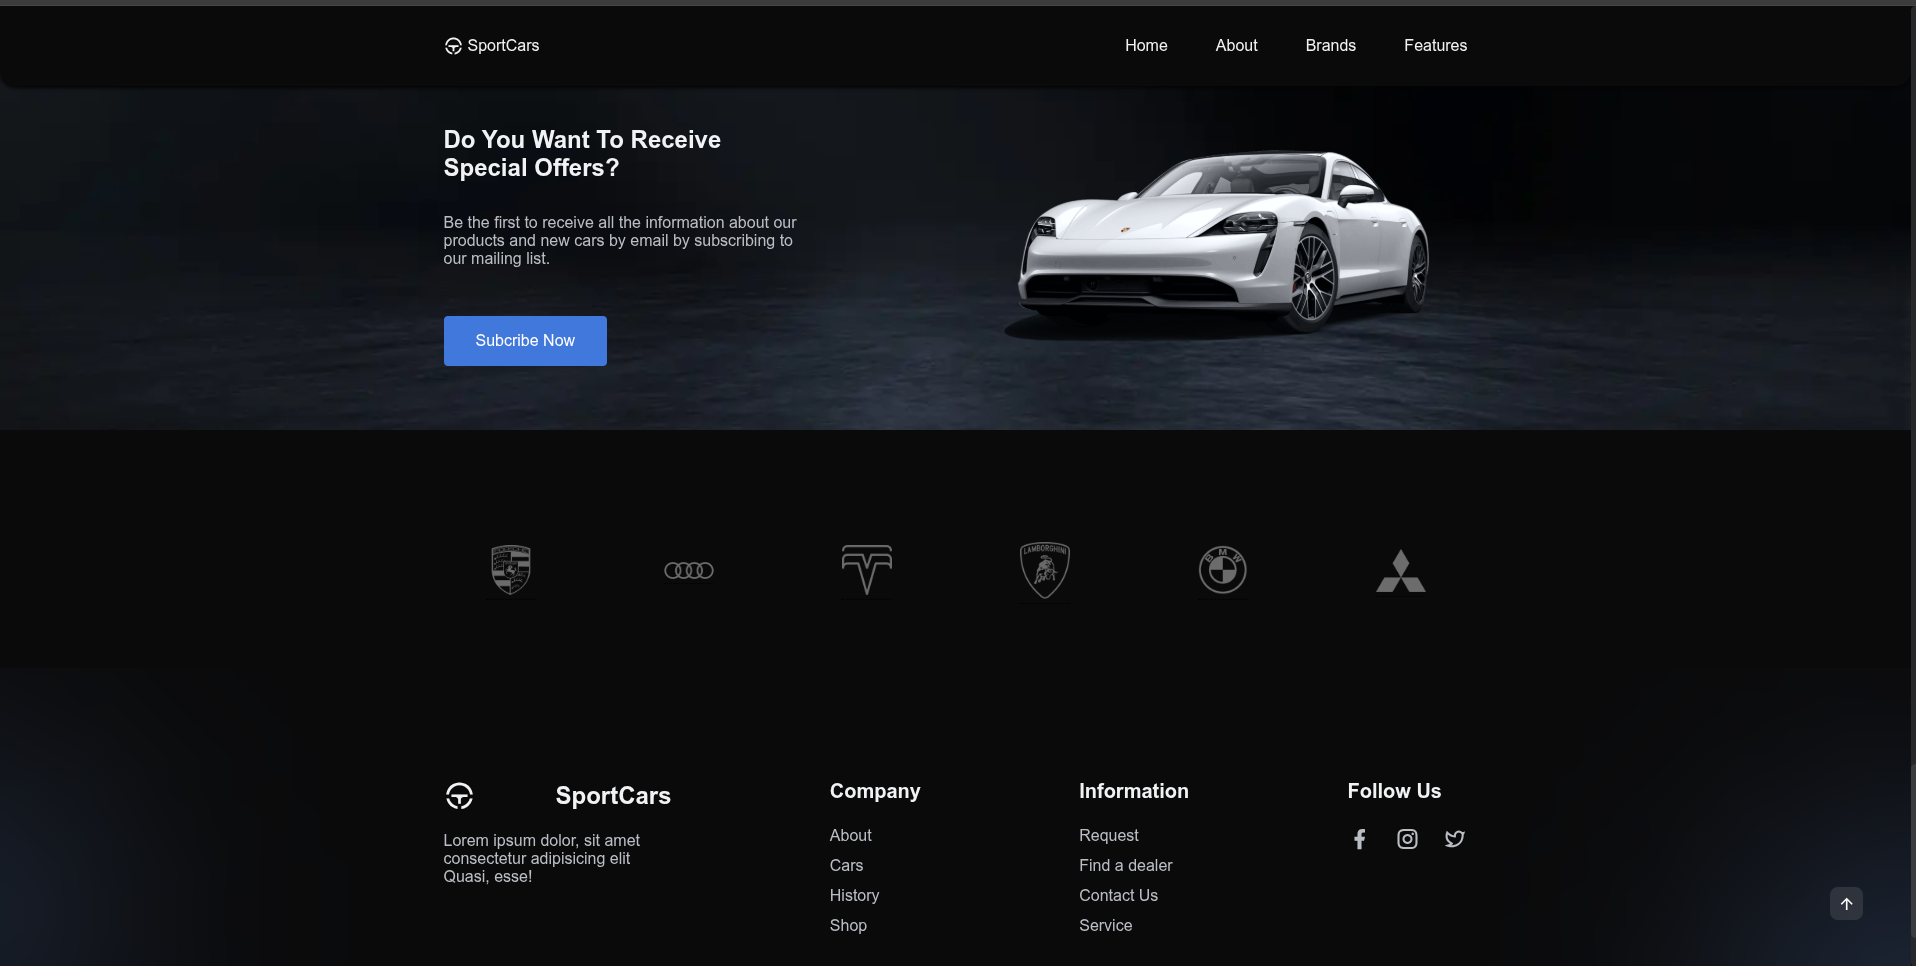 SportCars
Home
About
Brands
Features
Do You Want To Receive
Special Offers?
Be the first to receive all the information about our
products and new cars by email by subscribing to
our mailing list.
Subcribe Now
LAMBORGHINI
BMW
SportCars
Lorem ipsum dolor, sit amet
consectetur adipisicing elit
Quasi, esse!
Company
About
Cars
History
Shop
Information
Request
Find a dealer
Contact Us
Service
Follow Us